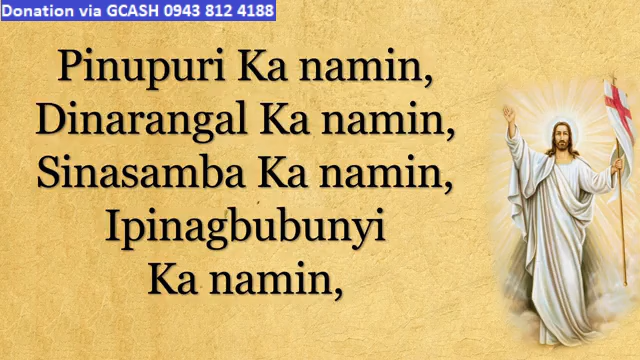 Donation via GCASH 0943 812 4188
Pinupuri Ka namin,
Dinarangal Ka namin,
Sinasamba Ka namin,
Ipinagbubunyi
Ka namin,